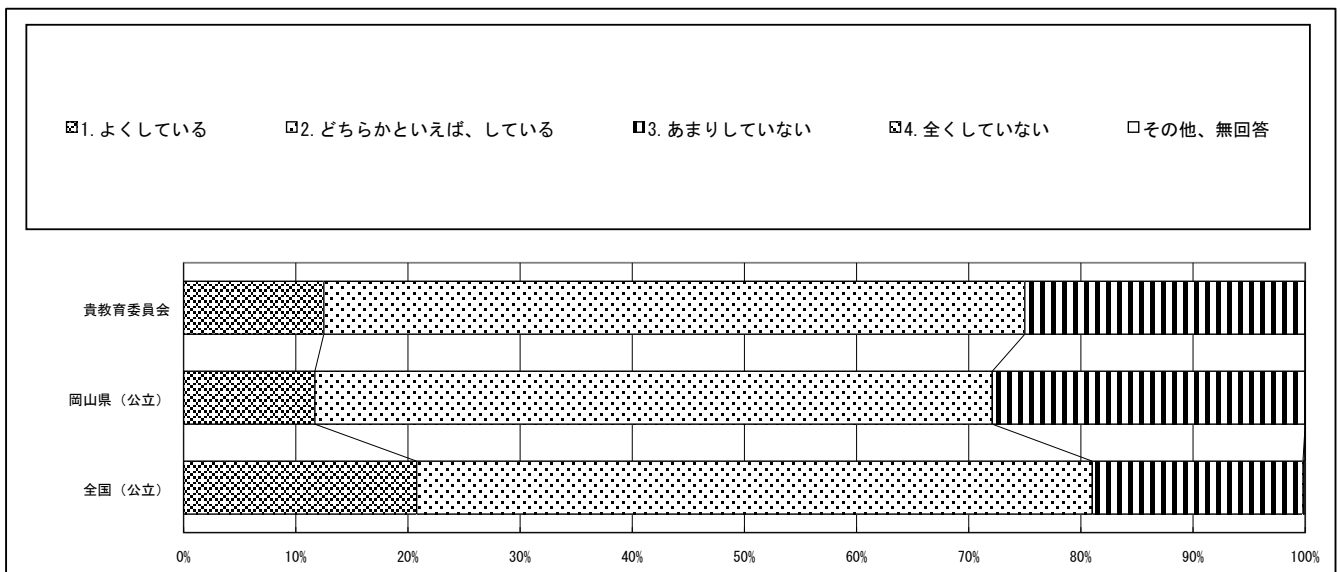 1. よくしている 2. どちらかといえば、している 3. あまりしていない 4. 全くしていない その他、無回答
貴教育委員会
岡山県（公立）
全国（公立）
0% 10% 20% 30% 40% 50% 60% 70% 80% 90% 100%